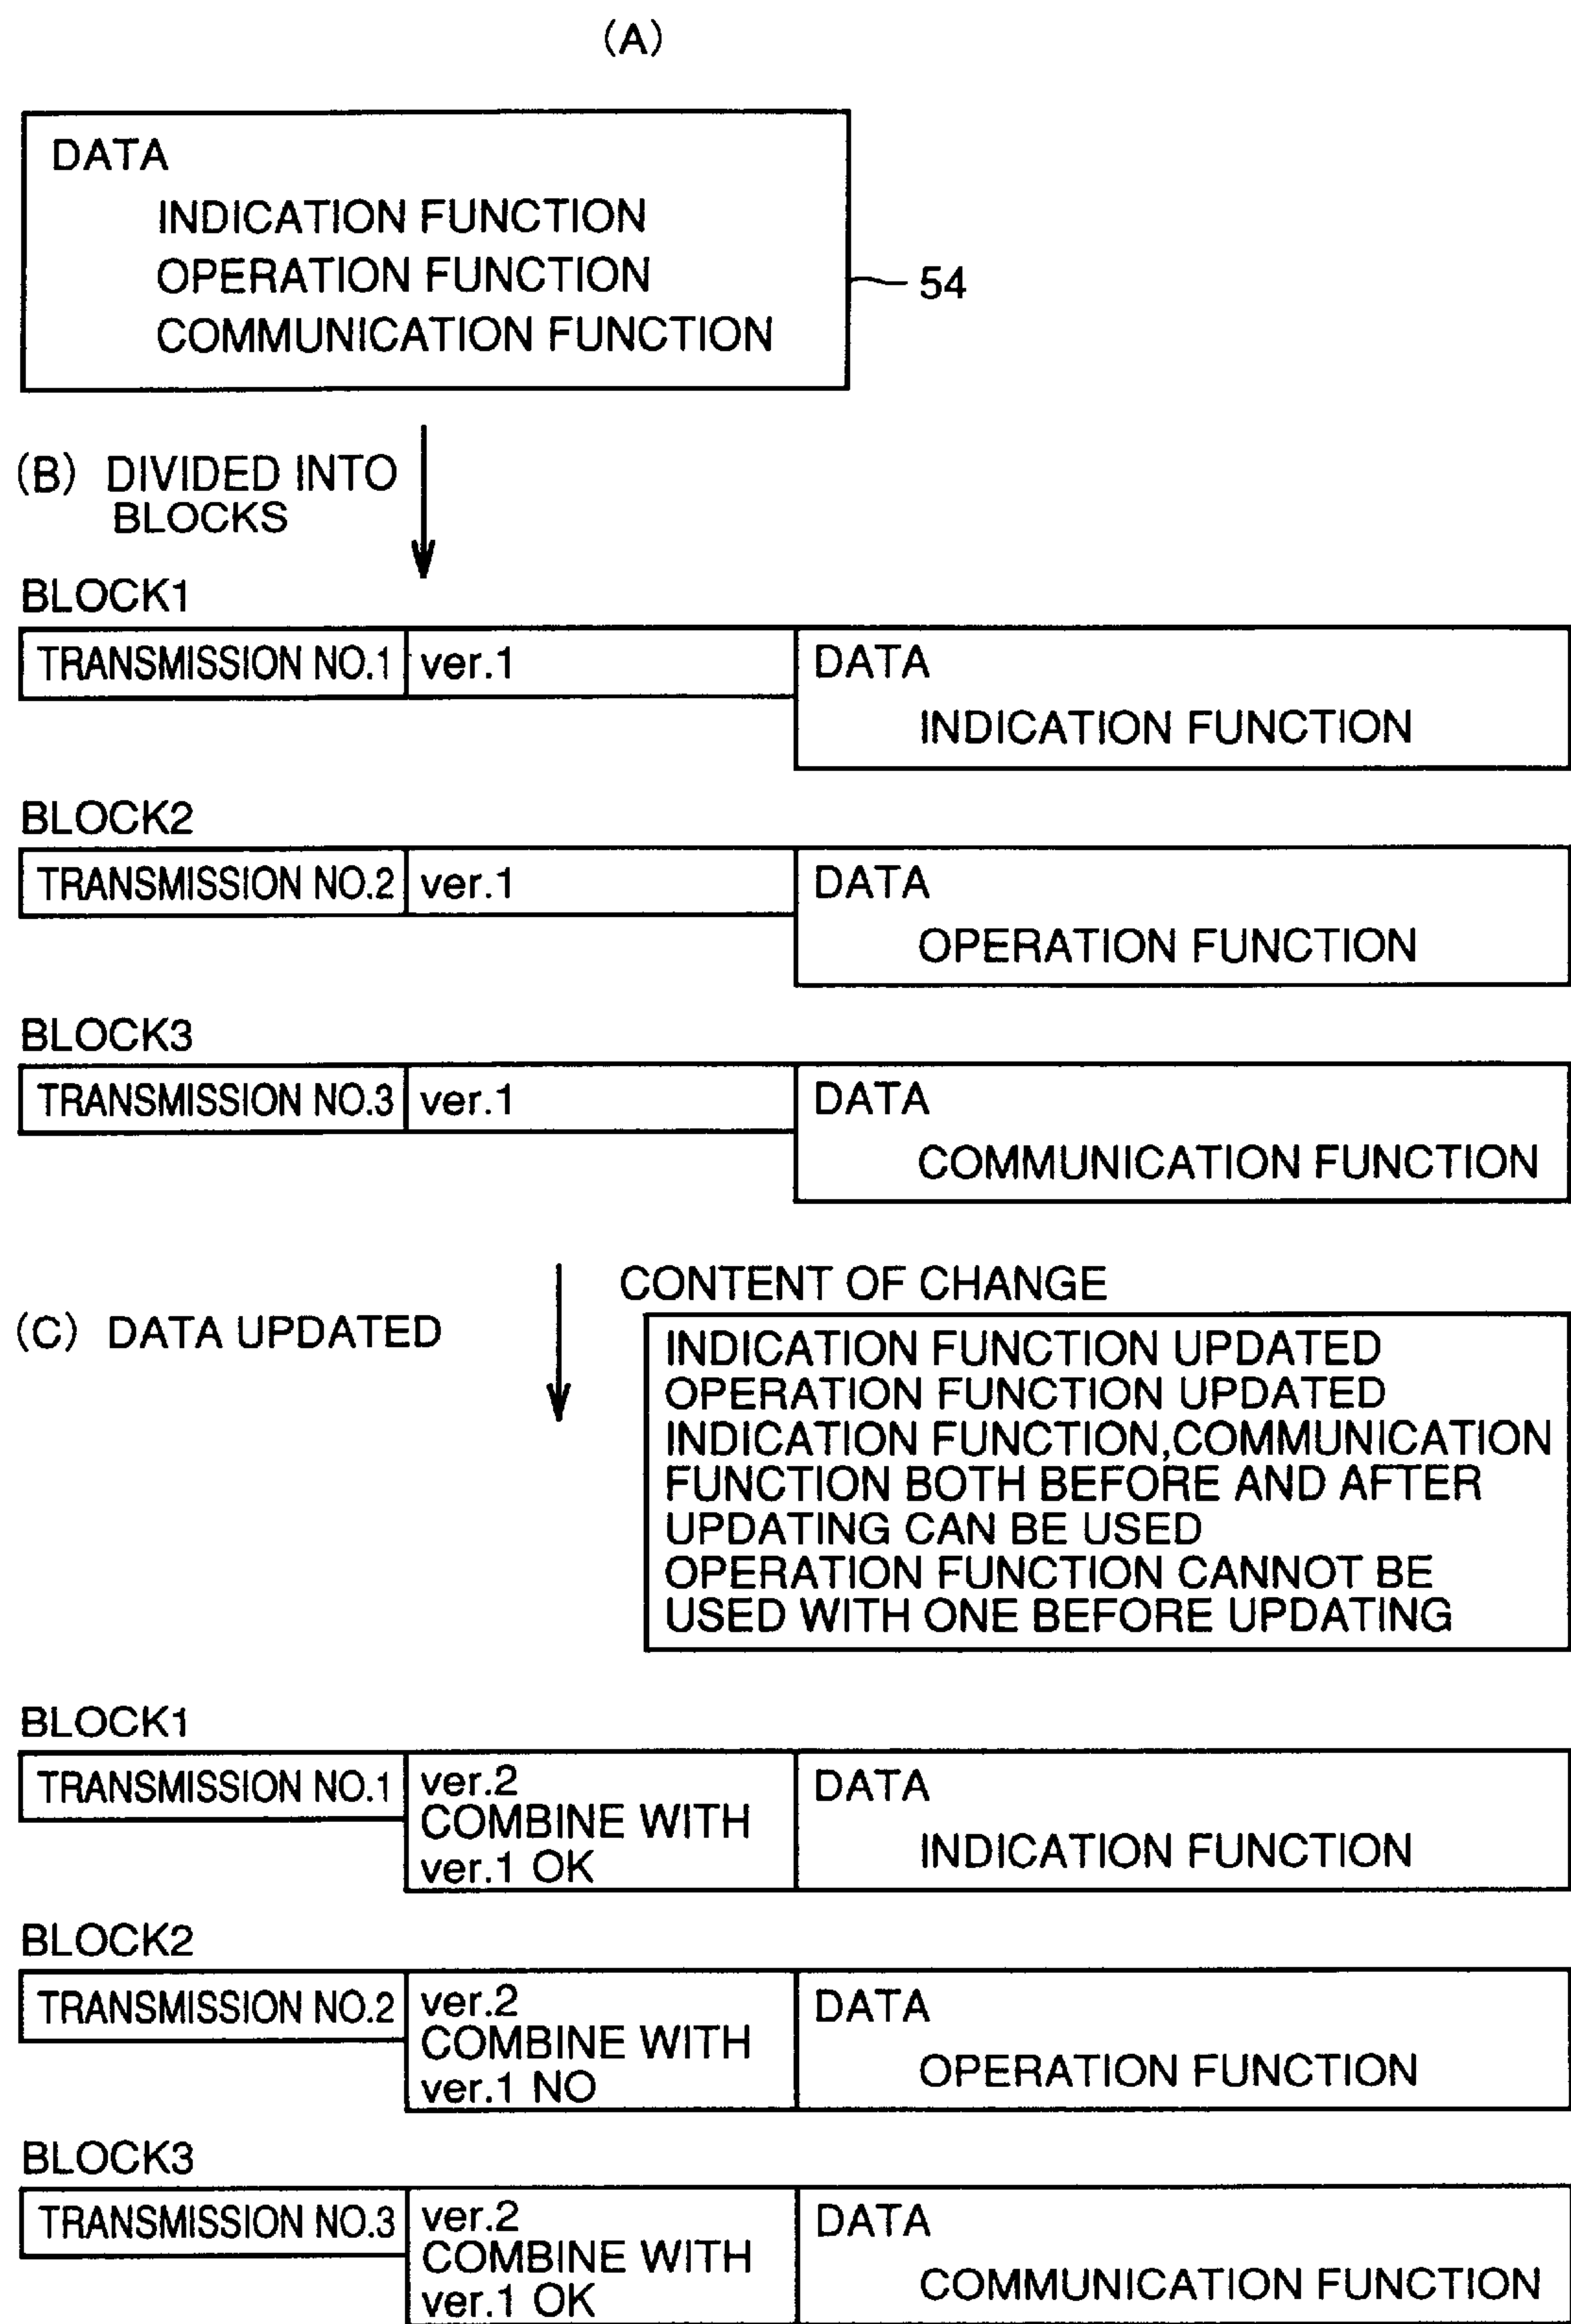 (A)
DATA
INDICATION FUNCTION
OPERATION FUNCTION
COMMUNICATION FUNCTION
54
(B) DIVIDED INTO
BLOCKS
BLOCK1
TRANSMISSION NO.1 ver.1 DATA
INDICATION FUNCTION
BLOCK2
TRANSMISSION NO.2 ver.1 DATA
OPERATION FUNCTION
BLOCK3
TRANSMISSION NO.3 ver.1 DATA
COMMUNICATION FUNCTION
CONTENT OF CHANGE
(C) DATA UPDATED
INDICATION FUNCTION UPDATED
OPERATION FUNCTION UPDATED
INDICATION FUNCTION,COMMUNICATION
FUNCTION BOTH BEFORE AND AFTER
UPDATING CAN BE USED
OPERATION FUNCTION CANNOT BE
USED WITH ONE BEFORE UPDATING
BLOCK1
TRANSMISSION NO.1 ver.2 DATA
COMBINE WITH
ver.1 OK INDICATION FUNCTION
BLOCK2
TRANSMISSION NO.2 ver.2 DATA
COMBINE WITH
ver.1 NO OPERATION FUNCTION
BLOCK3
TRANSMISSION NO.3 ver.2 DATA
COMBINE WITH
ver.1 OK COMMUNICATION FUNCTION